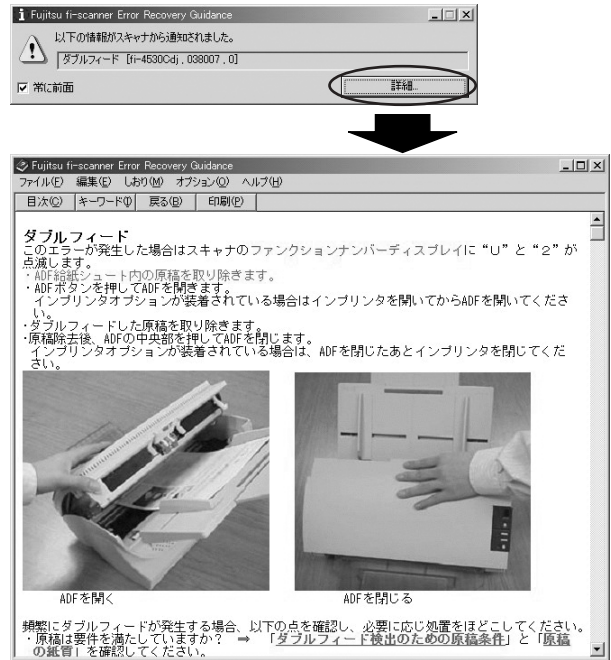 Fujitsu fi-scanner Error Recovery Guidance
以下の情報がスキャナから通知されました。
ダブルフィード [fi-4530Cdj , 038007 , 0]
常に前面
詳細...
Fujitsu fi-scanner Error Recovery Guidance
ファイル(F) 編集(E) しおり(M) オプション(O) ヘルプ(H)
目次(C) キーワード(I) 戻る(B) 印刷(P)
ダブルフィード
このエラーが発生した場合はスキャナのファンクションナンバーディスプレイに“U”と“2”が
点滅します。
・ADF給紙シュート内の原稿を取り除きます。
・ADFボタンを押してADFを開きます。
インプリンタオプションが装着されている場合はインプリンタを開いてからADFを開いてくださ
い。
・ダブルフィードした原稿を取り除きます。
・原稿除去後、ADFの中央部を押してADFを閉じます。
インプリンタオプションが装着されている場合は、ADFを閉じたあとインプリンタを閉じてくだ
さい。
ADFを開く
ADFを閉じる
頻繁にダブルフィードが発生する場合、以下の点を確認し、必要に応じ処置をほどこしてください。
・原稿は要件を満たしていますか？ ➡ 「ダブルフィード検出のための原稿条件」と「原稿
の紙質」を確認してください。